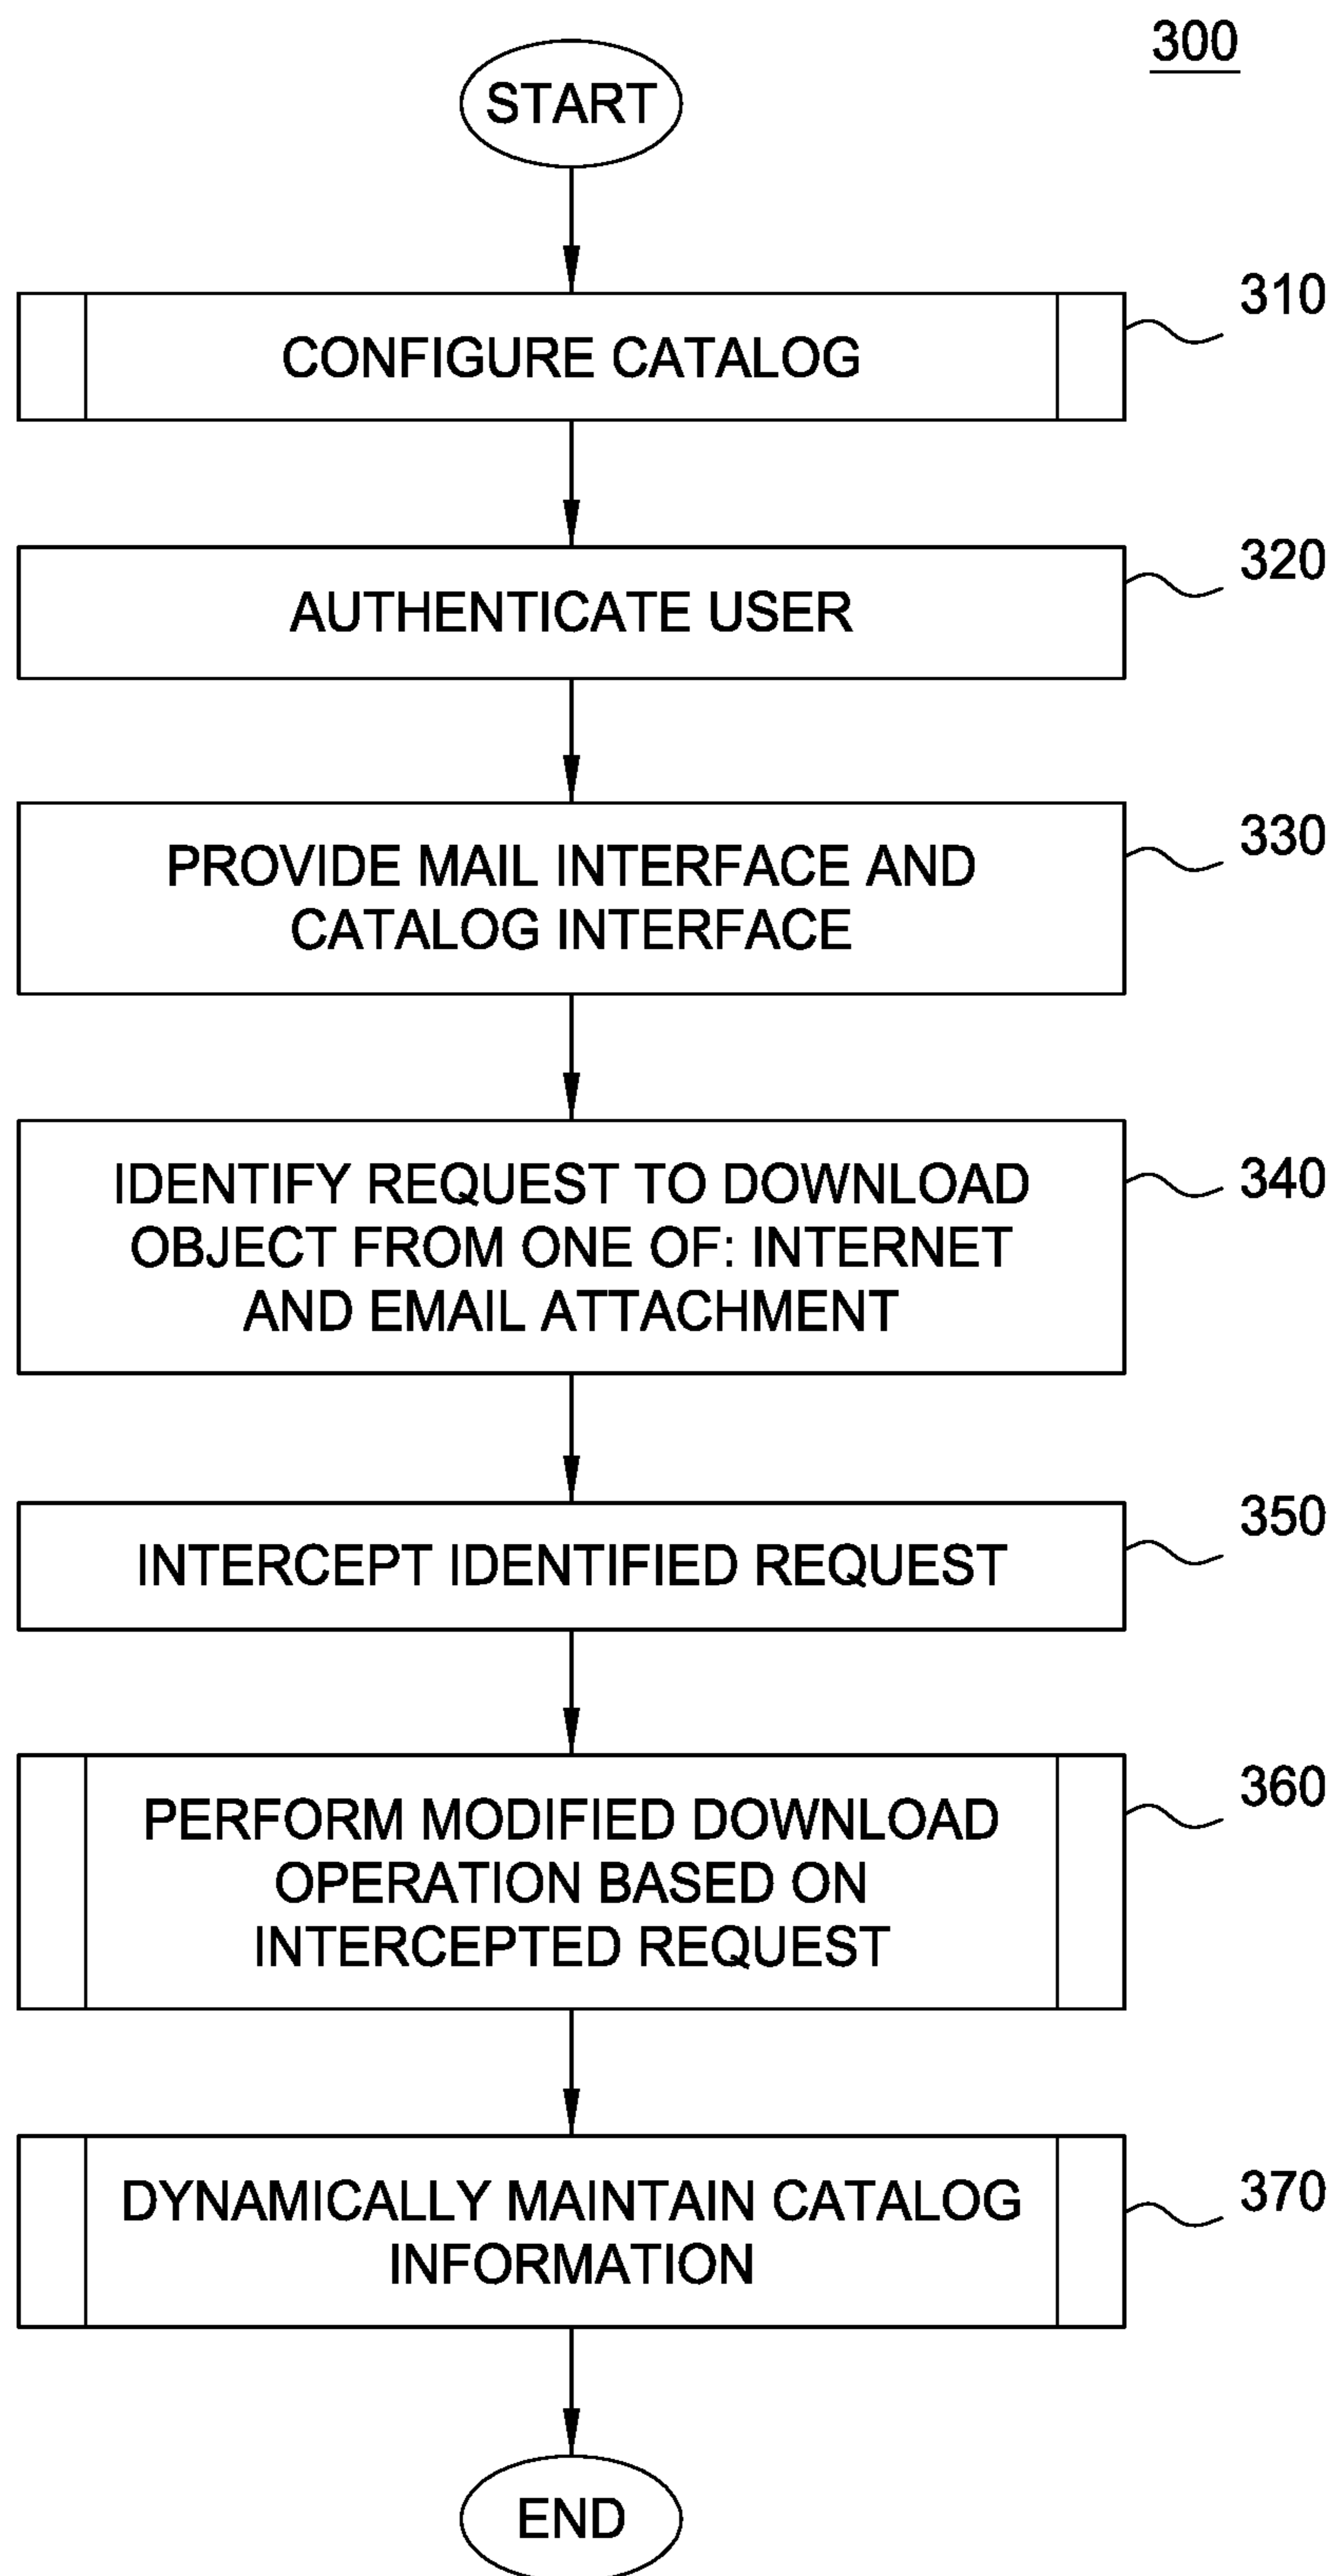 300
START
CONFIGURE CATALOG
310
AUTHENTICATE USER
320
PROVIDE MAIL INTERFACE AND
CATALOG INTERFACE
330
IDENTIFY REQUEST TO DOWNLOAD
OBJECT FROM ONE OF: INTERNET
AND EMAIL ATTACHMENT
340
INTERCEPT IDENTIFIED REQUEST
350
PERFORM MODIFIED DOWNLOAD
OPERATION BASED ON
INTERCEPTED REQUEST
360
DYNAMICALLY MAINTAIN CATALOG
INFORMATION
370
END